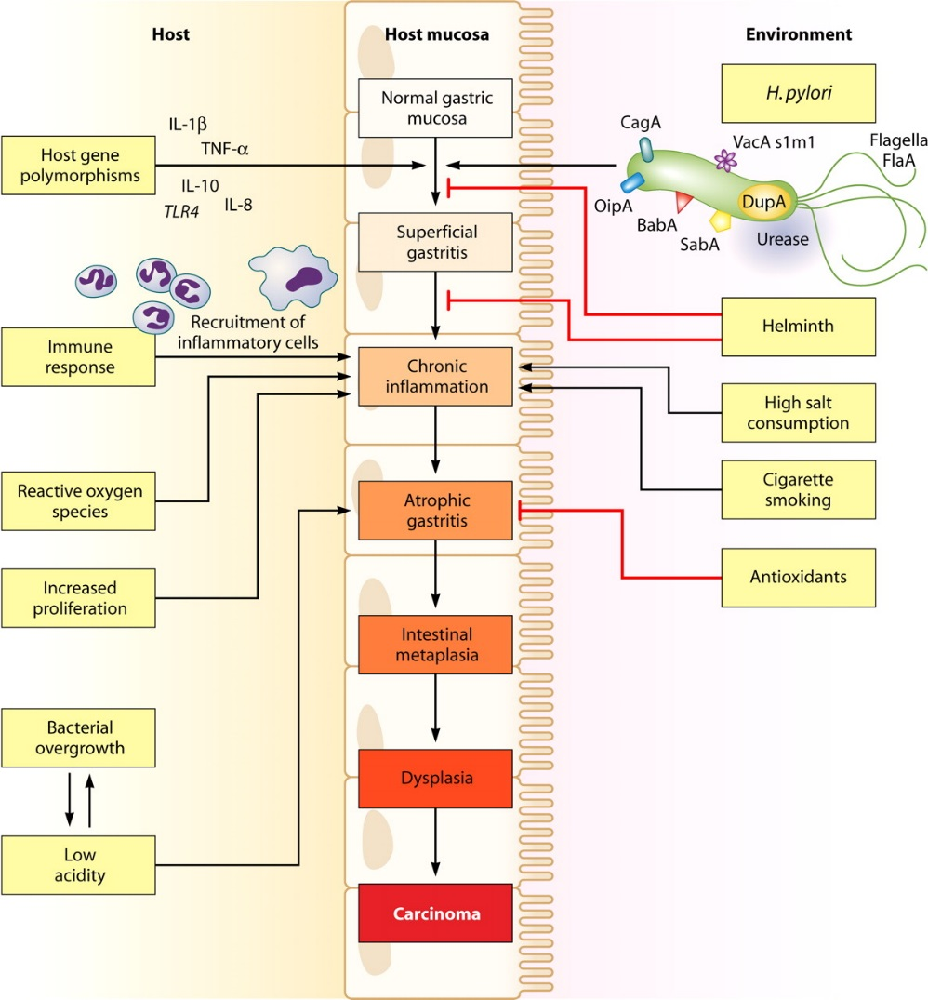 Host
Host mucosa
Environment
Normal gastric
mucosa
H. pylori
IL-1β
TNF-α
Host gene
polymorphisms
IL-10
TLR4
IL-8
CagA
VacA s1m1
Flagella
FlaA
OipA
BabA
SabA
DupA
Urease
Superficial
gastritis
Recruitment of
inflammatory cells
Immune
response
Helminth
Chronic
inflammation
High salt
consumption
Cigarette
smoking
Reactive oxygen
species
Atrophic
gastritis
Antioxidants
Increased
proliferation
Intestinal
metaplasia
Bacterial
overgrowth
Dysplasia
Low
acidity
Carcinoma